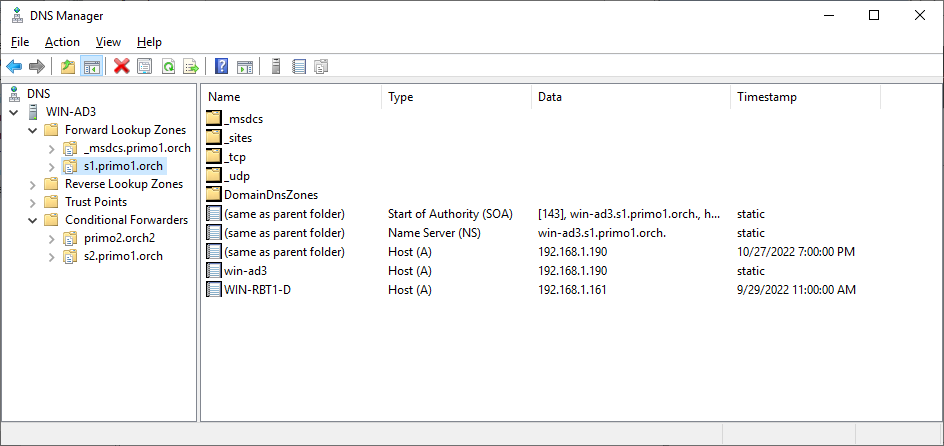 DNS Manager
File Action View Help
DNS
WIN-AD3
Forward Lookup Zones
_msdcs.primo1.orch
s1.primo1.orch
Reverse Lookup Zones
Trust Points
Conditional Forwarders
primo2.orch2
s2.primo1.orch
Name Type Data Timestamp
_msdcs
_sites
_tcp
_udp
DomainDnsZones
(same as parent folder) Start of Authority (SOA) [143], win-ad3.s1.primo1.orch., h... static
(same as parent folder) Name Server (NS) win-ad3.s1.primo1.orch. static
(same as parent folder) Host (A) 192.168.1.190 10/27/2022 7:00:00 PM
win-ad3 Host (A) 192.168.1.190 static
WIN-RBT1-D Host (A) 192.168.1.161 9/29/2022 11:00:00 AM